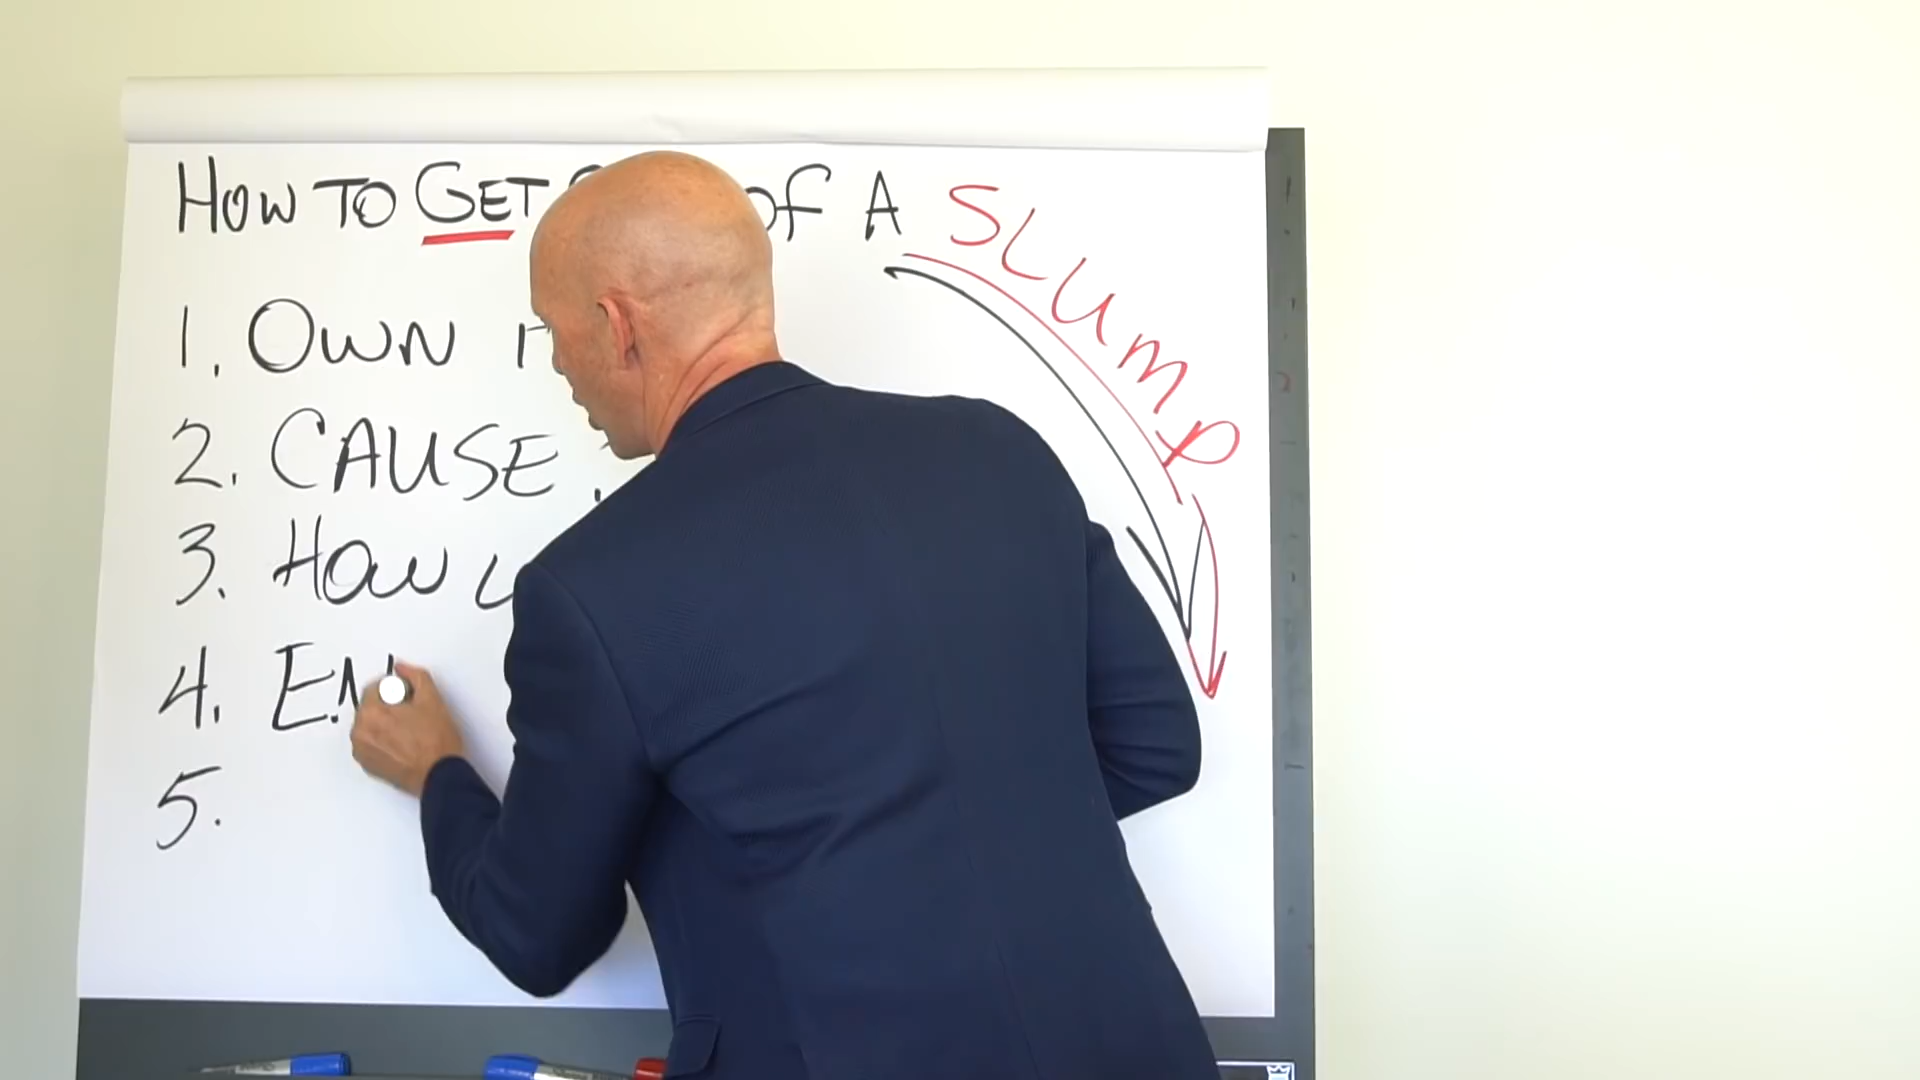 How TO GET OF A SLUMP
1. OWN
2. CAUSE
3. HOW
4.
5.